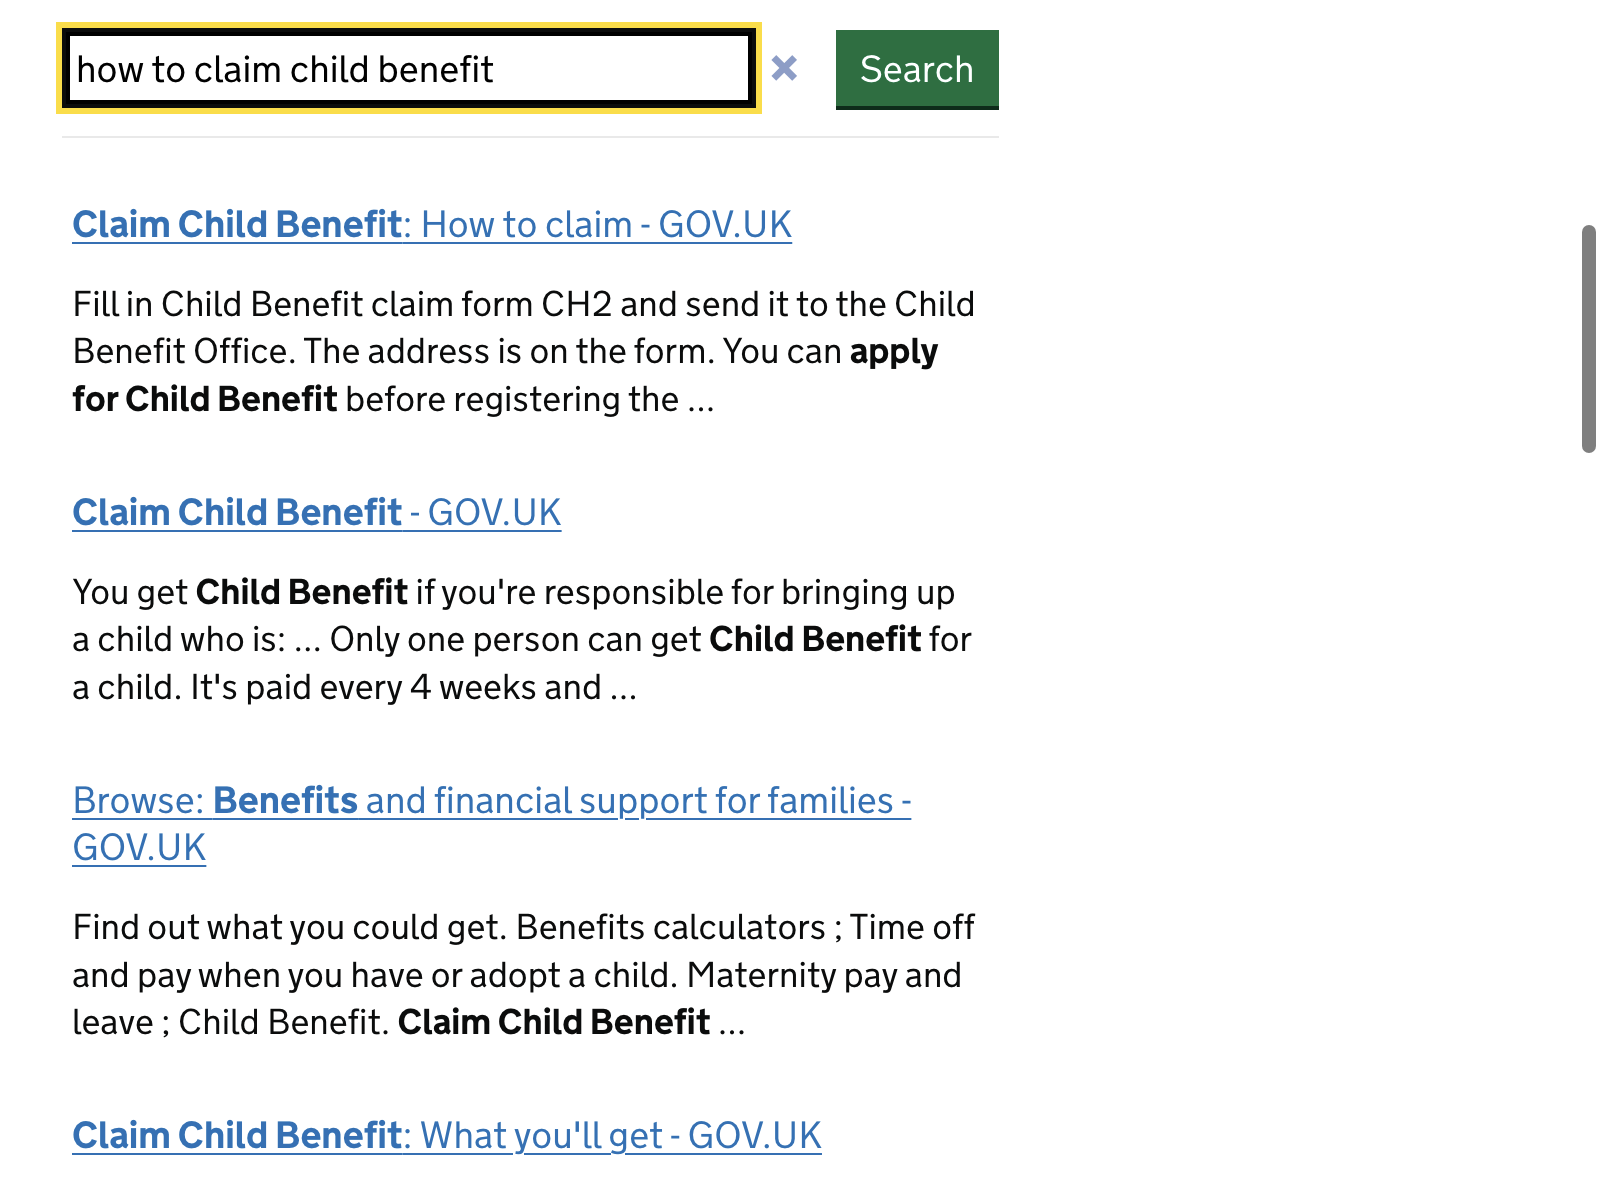 how to claim child benefit
Search
Claim Child Benefit: How to claim - GOV.UK
Fill in Child Benefit claim form CH2 and send it to the Child
Benefit Office. The address is on the form. You can apply
for Child Benefit before registering the ...
Claim Child Benefit - GOV.UK
You get Child Benefit if you're responsible for bringing up
a child who is: ... Only one person can get Child Benefit for
a child. It's paid every 4 weeks and ...
Browse: Benefits and financial support for families -
GOV.UK
Find out what you could get. Benefits calculators ; Time off
and pay when you have or adopt a child. Maternity pay and
leave ; Child Benefit. Claim Child Benefit ...
Claim Child Benefit: What you'll get - GOV.UK